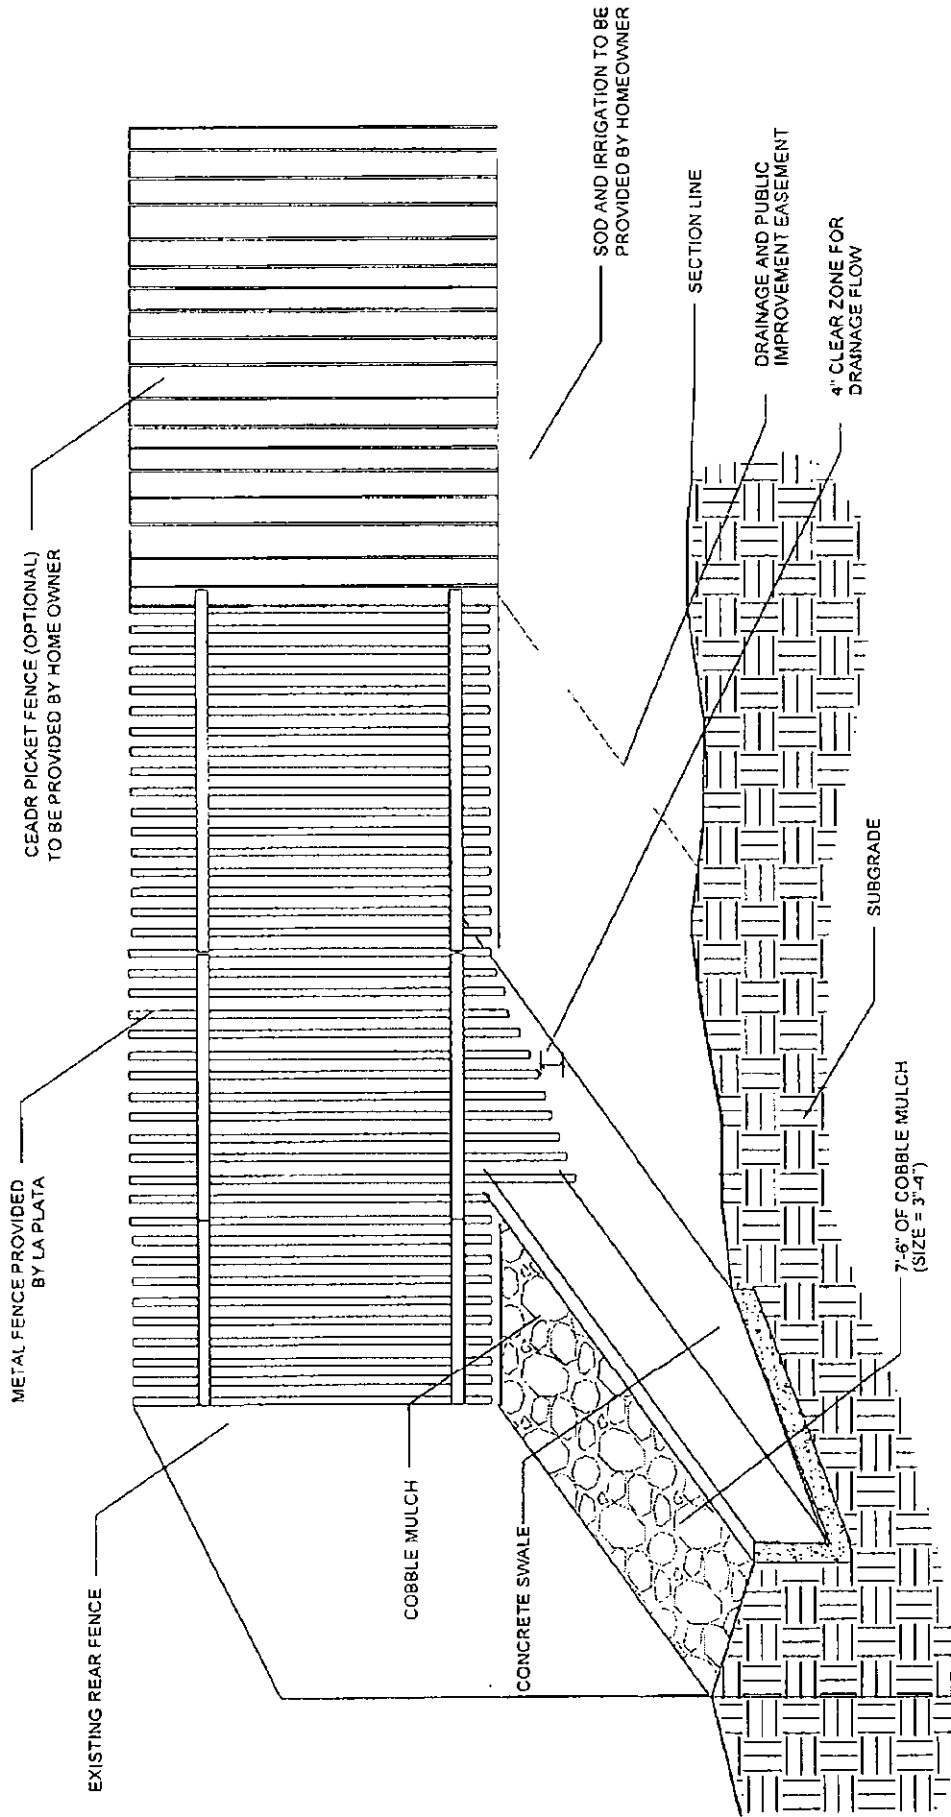 EXISTING REAR FENCE
METAL FENCE PROVIDED
BY LA PLATA
CEADR PICKET FENCE (OPTIONAL)
TO BE PROVIDED BY HOME OWNER
COBBLE MULCH
CONCRETE SWALE
SOD AND IRRIGATION TO BE
PROVIDED BY HOMEOWNER
SECTION LINE
DRAINAGE AND PUBLIC
IMPROVEMENT EASEMENT
4" CLEAR ZONE FOR
DRAINAGE FLOW
SUBGRADE
7'-6" OF COBBLE MULCH
(SIZE = 3"-4")